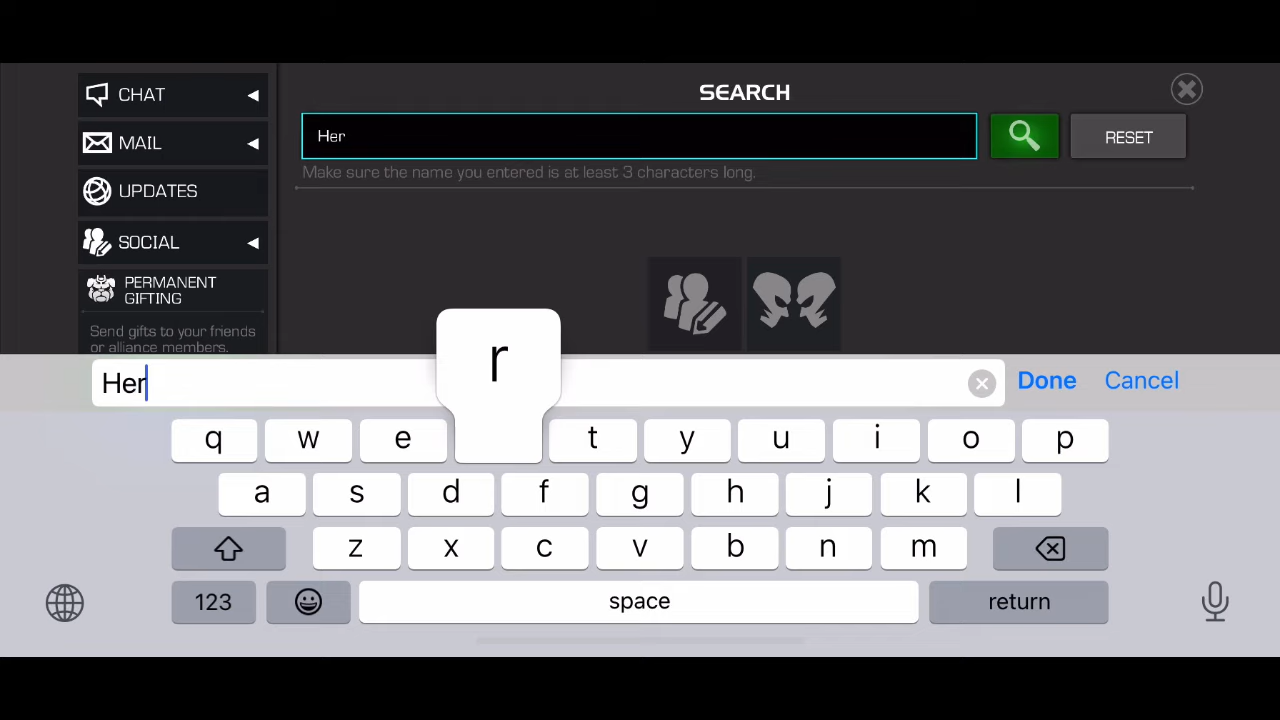 CHAT
MAIL
UPDATES
SOCIAL
PERMANENT
GIFTING
Send gifts to your friends
or alliance members.
SEARCH
Her
RESET
Make sure the name you entered is at least 3 characters long.
Her
Done
Cancel
r
q w e t y u i o p
a s d f g h j k l
z x c v b n m
123
space
return